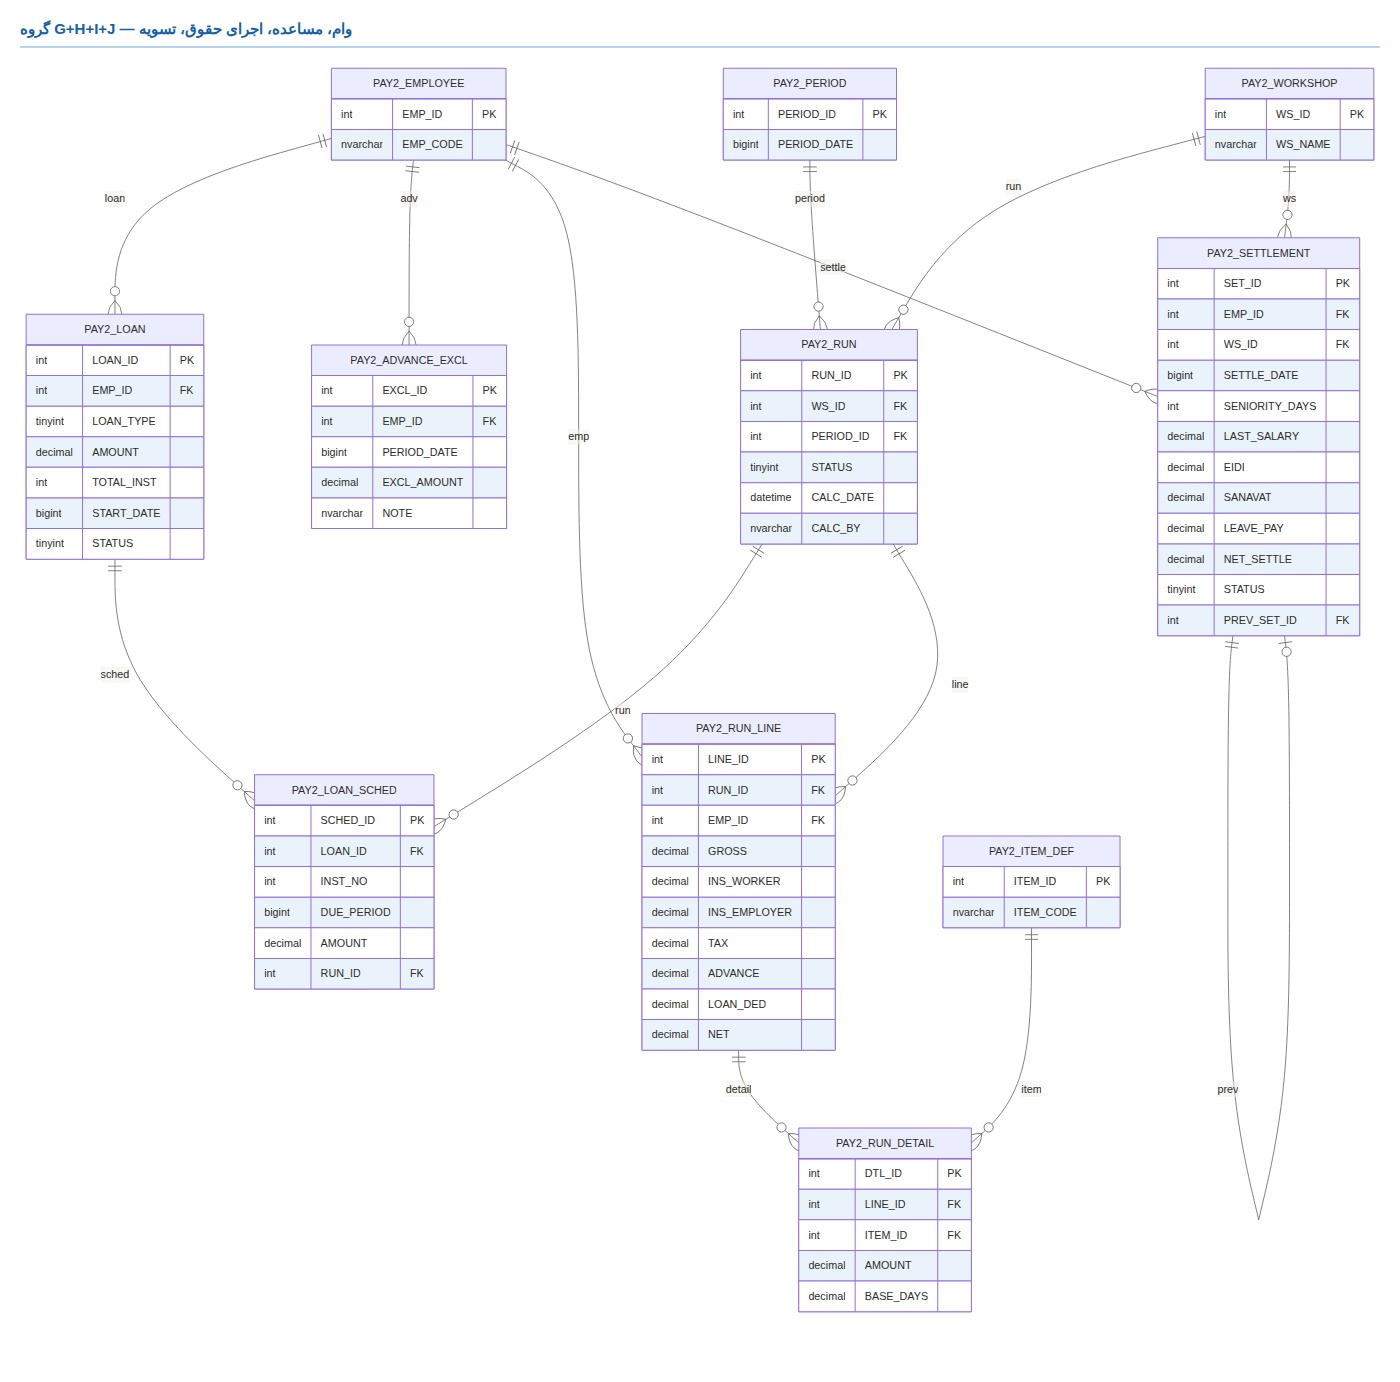 گروه G+H+I+J — وام، مساعده، اجرای حقوق، تسویه
PAY2_EMPLOYEE
int EMP_ID PK
nvarchar EMP_CODE
PAY2_PERIOD
int PERIOD_ID PK
bigint PERIOD_DATE
PAY2_WORKSHOP
int WS_ID PK
nvarchar WS_NAME
loan
adv
period
run
ws
settle
PAY2_SETTLEMENT
int SET_ID PK
int EMP_ID FK
int WS_ID FK
bigint SETTLE_DATE
int SENIORITY_DAYS
decimal LAST_SALARY
decimal EIDI
decimal SANAVAT
decimal LEAVE_PAY
decimal NET_SETTLE
tinyint STATUS
int PREV_SET_ID FK
PAY2_LOAN
int LOAN_ID PK
int EMP_ID FK
tinyint LOAN_TYPE
decimal AMOUNT
int TOTAL_INST
bigint START_DATE
tinyint STATUS
PAY2_ADVANCE_EXCL
int EXCL_ID PK
int EMP_ID FK
bigint PERIOD_DATE
decimal EXCL_AMOUNT
nvarchar NOTE
emp
PAY2_RUN
int RUN_ID PK
int WS_ID FK
int PERIOD_ID FK
tinyint STATUS
datetime CALC_DATE
nvarchar CALC_BY
sched
run
line
PAY2_LOAN_SCHED
int SCHED_ID PK
int LOAN_ID FK
int INST_NO
bigint DUE_PERIOD
decimal AMOUNT
int RUN_ID FK
PAY2_RUN_LINE
int LINE_ID PK
int RUN_ID FK
int EMP_ID FK
decimal GROSS
decimal INS_WORKER
decimal INS_EMPLOYER
decimal TAX
decimal ADVANCE
decimal LOAN_DED
decimal NET
PAY2_ITEM_DEF
int ITEM_ID PK
nvarchar ITEM_CODE
detail
item
prev
PAY2_RUN_DETAIL
int DTL_ID PK
int LINE_ID FK
int ITEM_ID FK
decimal AMOUNT
decimal BASE_DAYS